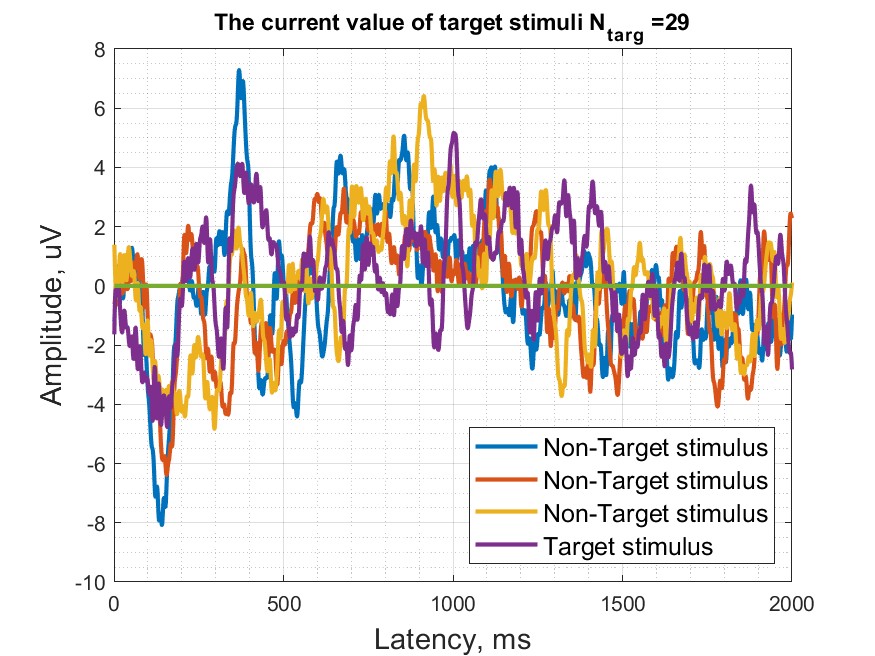 The current value of target stimuli N_targ =29
8
6
4
2
0
-2
-4
-6
-8
-10
Amplitude, uV
Non-Target stimulus
Non-Target stimulus
Non-Target stimulus
Target stimulus
0 500 1000 1500 2000
Latency, ms